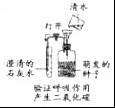 清水
打开
澄清的
石灰水
萌发
的
种子
验证呼吸作用
产生二氧化碳